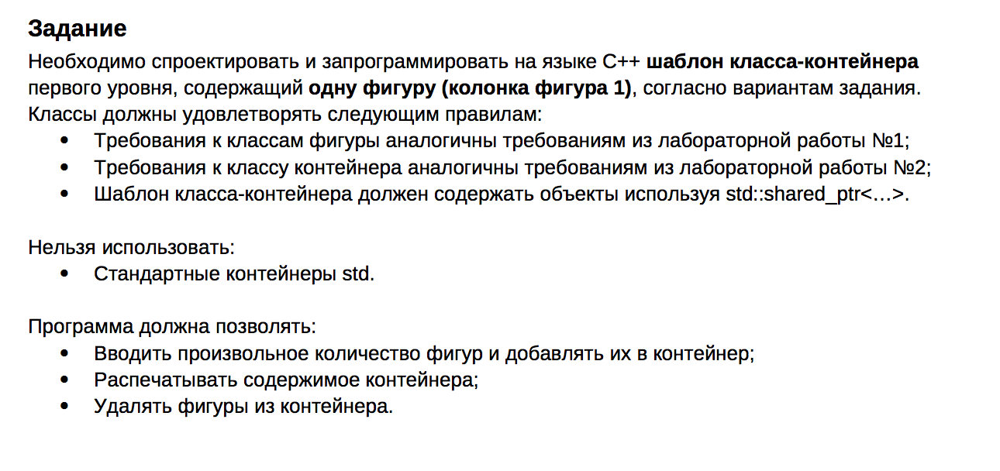 Задание
Необходимо спроектировать и запрограммировать на языке C++ шаблон класса-контейнера
первого уровня, содержащий одну фигуру (колонка фигура 1), согласно вариантам задания.
Классы должны удовлетворять следующим правилам:
• Требования к классам фигуры аналогичны требованиям из лабораторной работы №1;
• Требования к классу контейнера аналогичны требованиям из лабораторной работы №2;
• Шаблон класса-контейнера должен содержать объекты используя std::shared_ptr<…>.
Нельзя использовать:
• Стандартные контейнеры std.
Программа должна позволять:
• Вводить произвольное количество фигур и добавлять их в контейнер;
• Распечатывать содержимое контейнера;
• Удалять фигуры из контейнера.